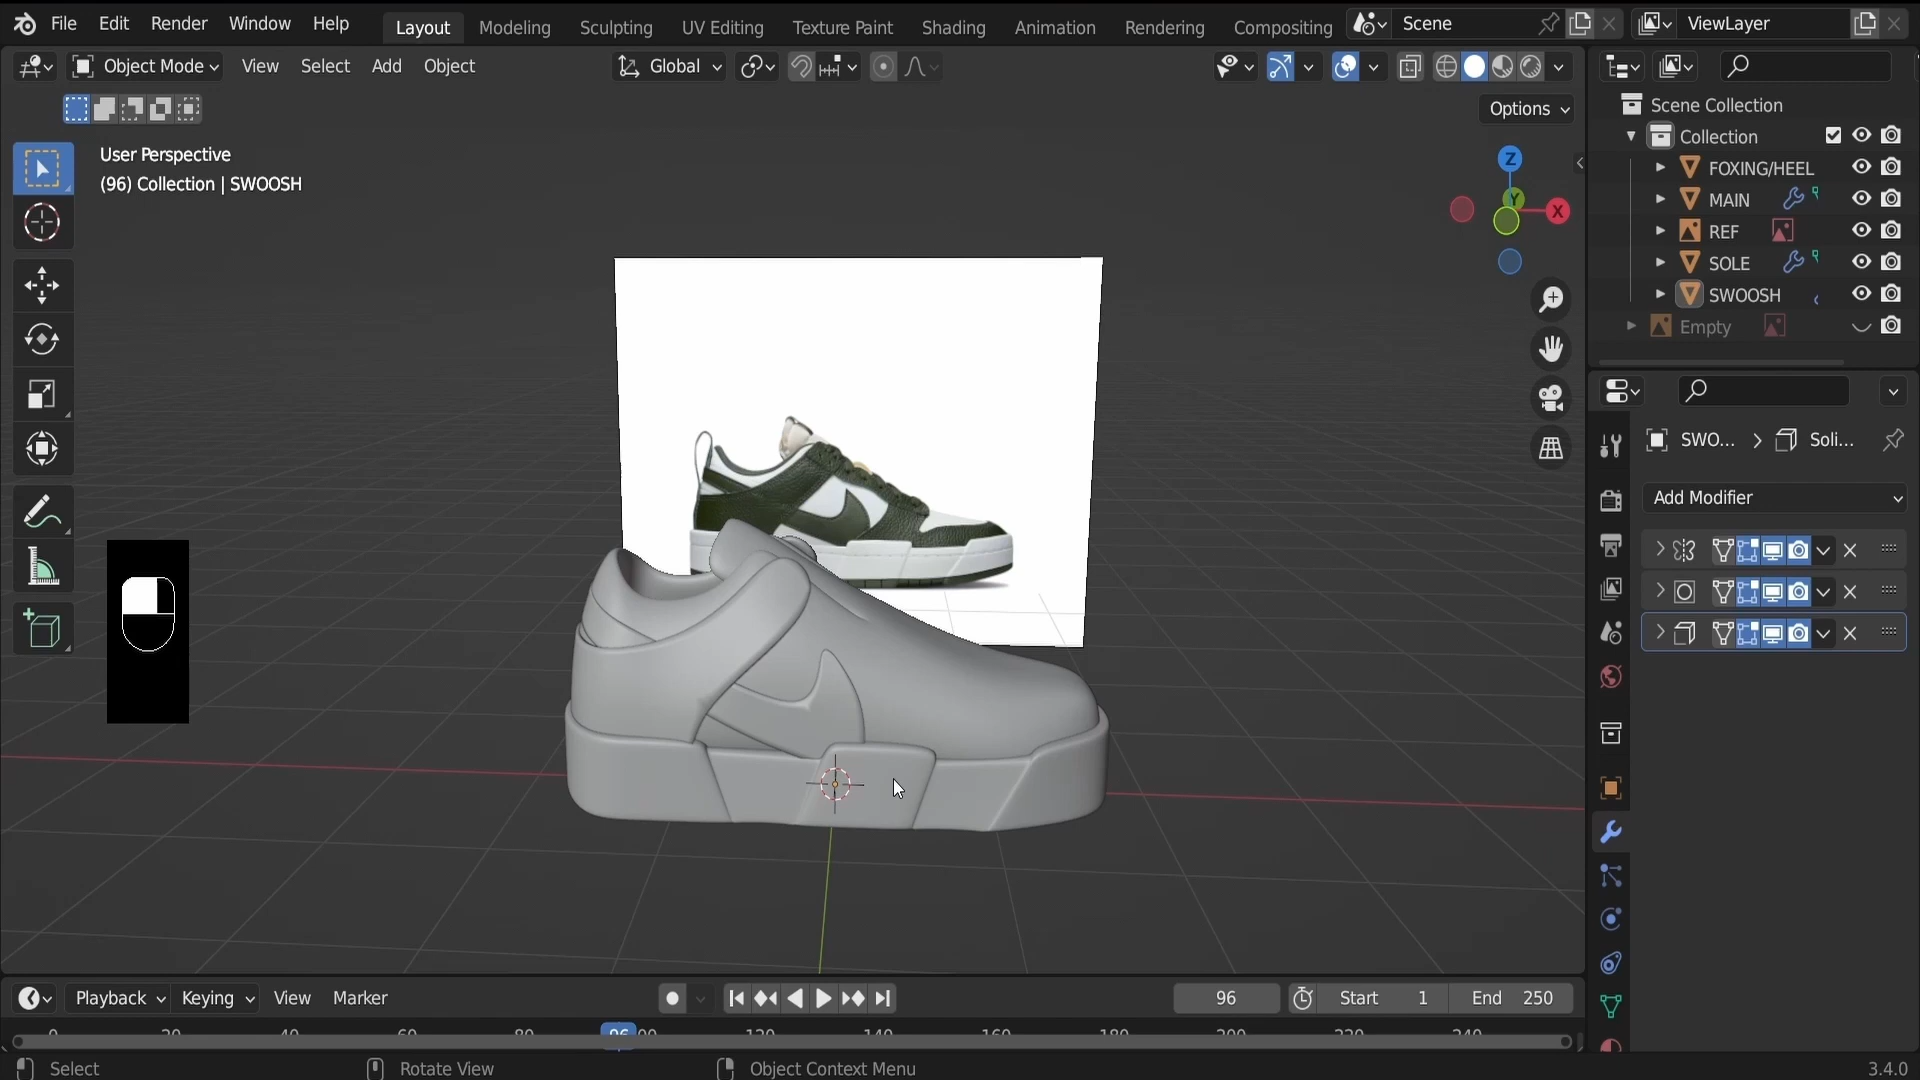 File Edit Render Window Help Layout Modeling Sculpting UV Editing Texture Paint Shading Animation Rendering Compositing Scene ViewLayer
Object Mode View Select Add Object Global
Options
User Perspective
(96) Collection | SWOOSH
Z
Y
X
Scene Collection
Collection
FOXING/HEEL
MAIN
REF
SOLE
SWOOSH
Empty
SWO... > Soli...
Add Modifier
Playback Keying View Marker 96 Start 1 End 250
96
Select Rotate View Object Context Menu 3.4.0